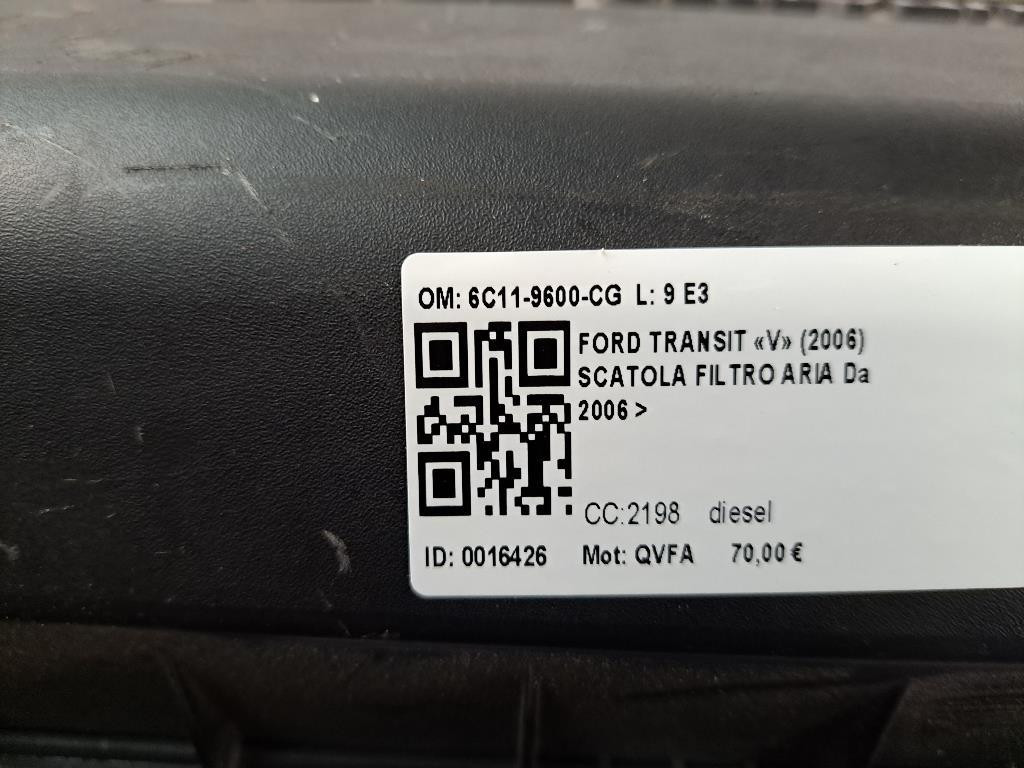 OM: 6C11-9600-CG L: 9 E3
FORD TRANSIT «V» (2006)
SCATOLA FILTRO ARIA Da
2006 >
CC:2198 diesel
ID: 0016426 Mot: QVFA 70,00 €